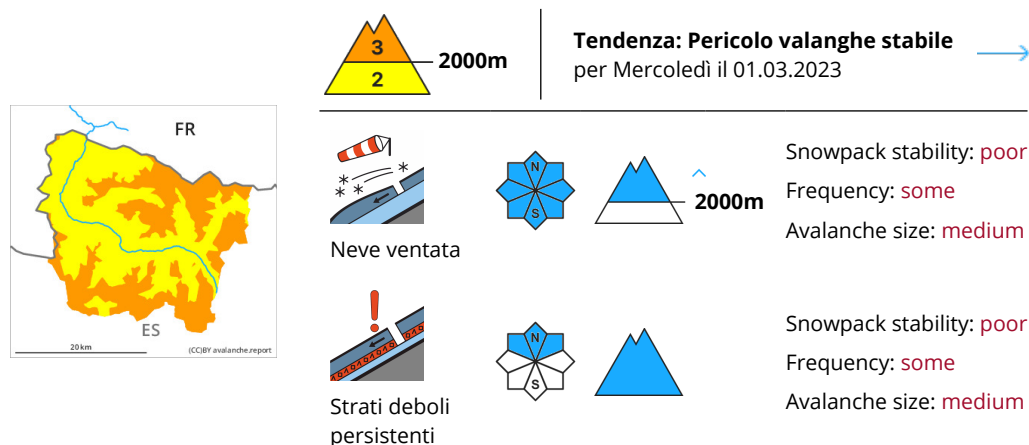 3
2
2000m
Tendenza: Pericolo valanghe stabile
per Mercoledì il 01.03.2023
FR
ES
20 km
(CC)BY avalanche.report
N
S
2000m
Neve ventata
Snowpack stability: poor
Frequency: some
Avalanche size: medium
N
S
Strati deboli
persistenti
Snowpack stability: poor
Frequency: some
Avalanche size: medium